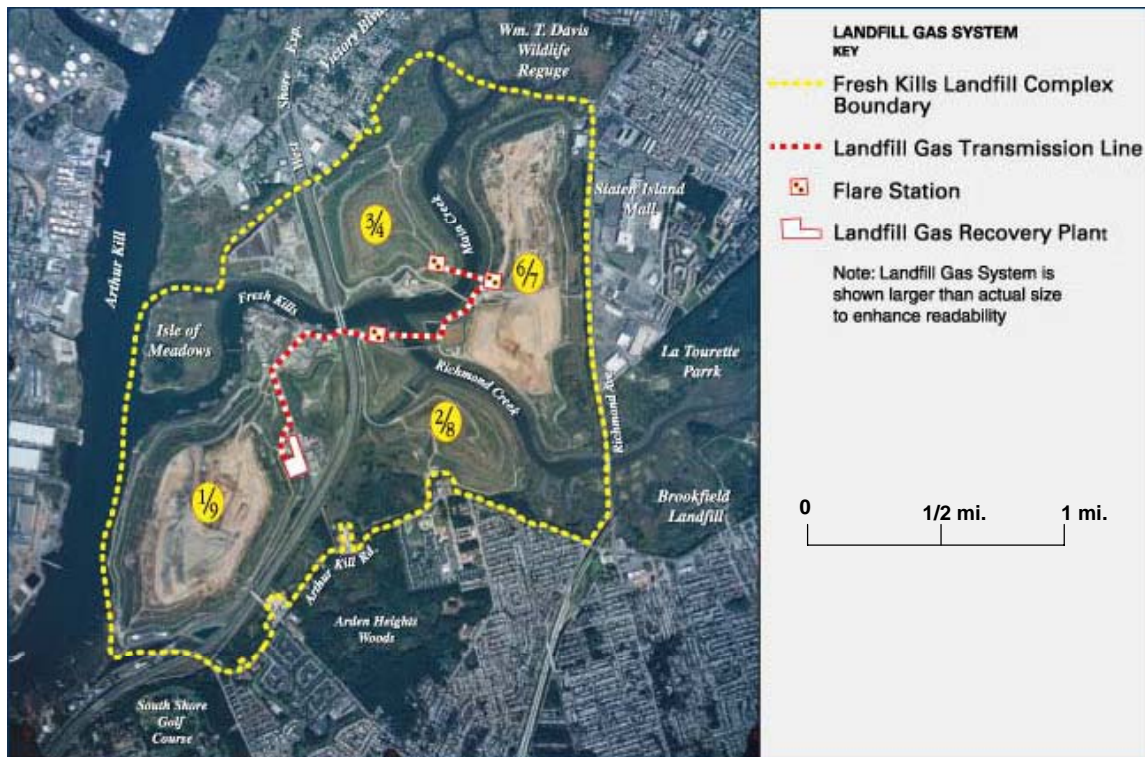 Wm. T. Davis
Wildlife
Reguge
Victory Blvd.
West Shore Exp.
Arthur Kill
Staten Island
Mall
Main Creek
3/4
6/7
Fresh Kills
Isle of
Meadows
Richmond Creek
La Tourette
Parrk
Richmond Ave.
2/8
1/9
Brookfield
Landfill
Arthur Kill Rd.
Arden Heights
Woods
South Shore
Golf
Course
LANDFILL GAS SYSTEM
KEY
Fresh Kills Landfill Complex
Boundary
Landfill Gas Transmission Line
Flare Station
Landfill Gas Recovery Plant
Note: Landfill Gas System is
shown larger than actual size
to enhance readability
0 1/2 mi. 1 mi.